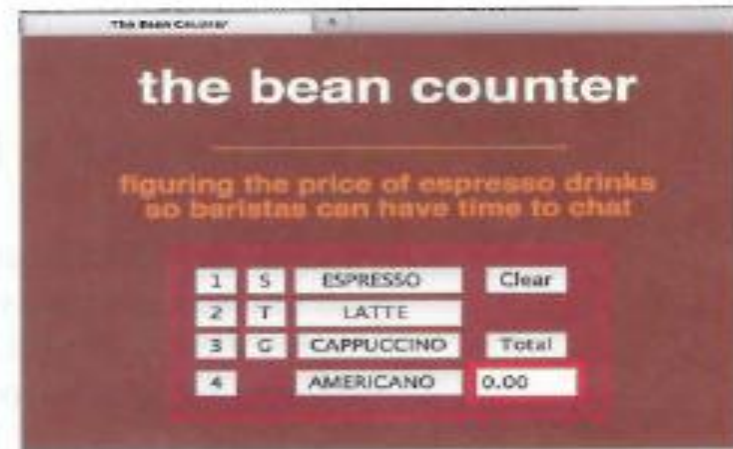 The Bean Counter
the bean counter
figuring the price of espresso drinks
so baristas can have time to chat
1 S ESPRESSO Clear
2 T LATTE
3 G CAPPUCCINO Total
4 AMERICANO 0.00